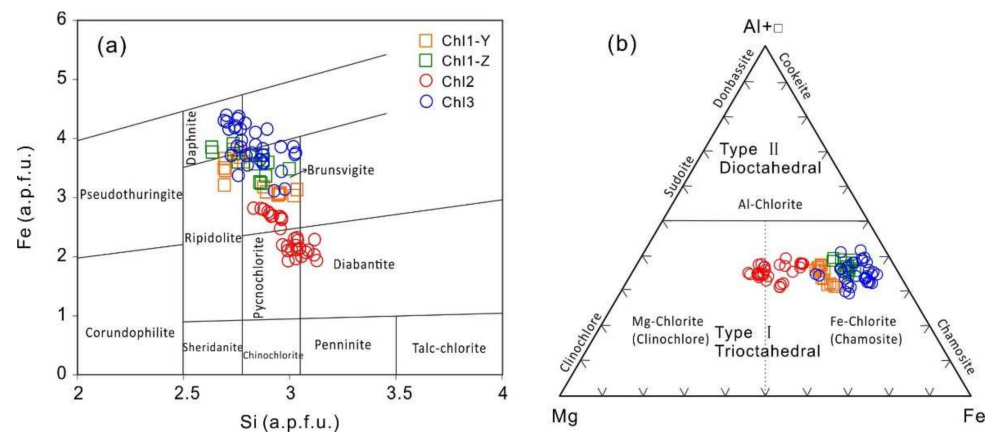 (a)
Chl1-Y
Chl1-Z
Chl2
Chl3
Fe (a.p.f.u.)
6
5
4
3
2
1
0
Daphnite
Pseudothuringite
Brunsvigite
Ripidolite
Pycnochlorite
Diabantite
Corundophilite
Sheridanite
Chinochlorite
Penninite
Talc-chlorite
2
2.5
3
3.5
4
Si (a.p.f.u.)
(b)
Al+□
Donbassite
Cookeite
Sudoite
Type II
Dioctahedral
Al-Chlorite
Mg-Chlorite
(Clinochlore)
Type I
Trioctahedral
Fe-Chlorite
(Chamosite)
Clinochlore
Chamosite
Mg
Fe